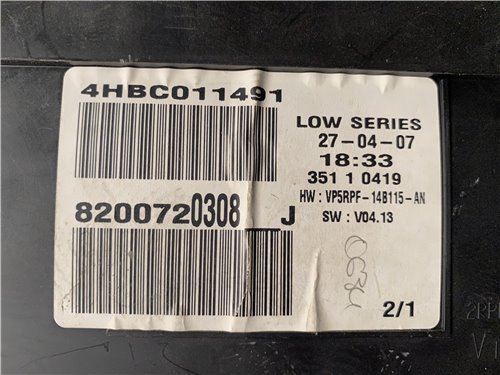 4HBC011491
LOW SERIES
27-04-07
18:33
351 1 0419
HW : VP5RPF-14B115-AN
SW : V04.13
8200720308__J
2/1